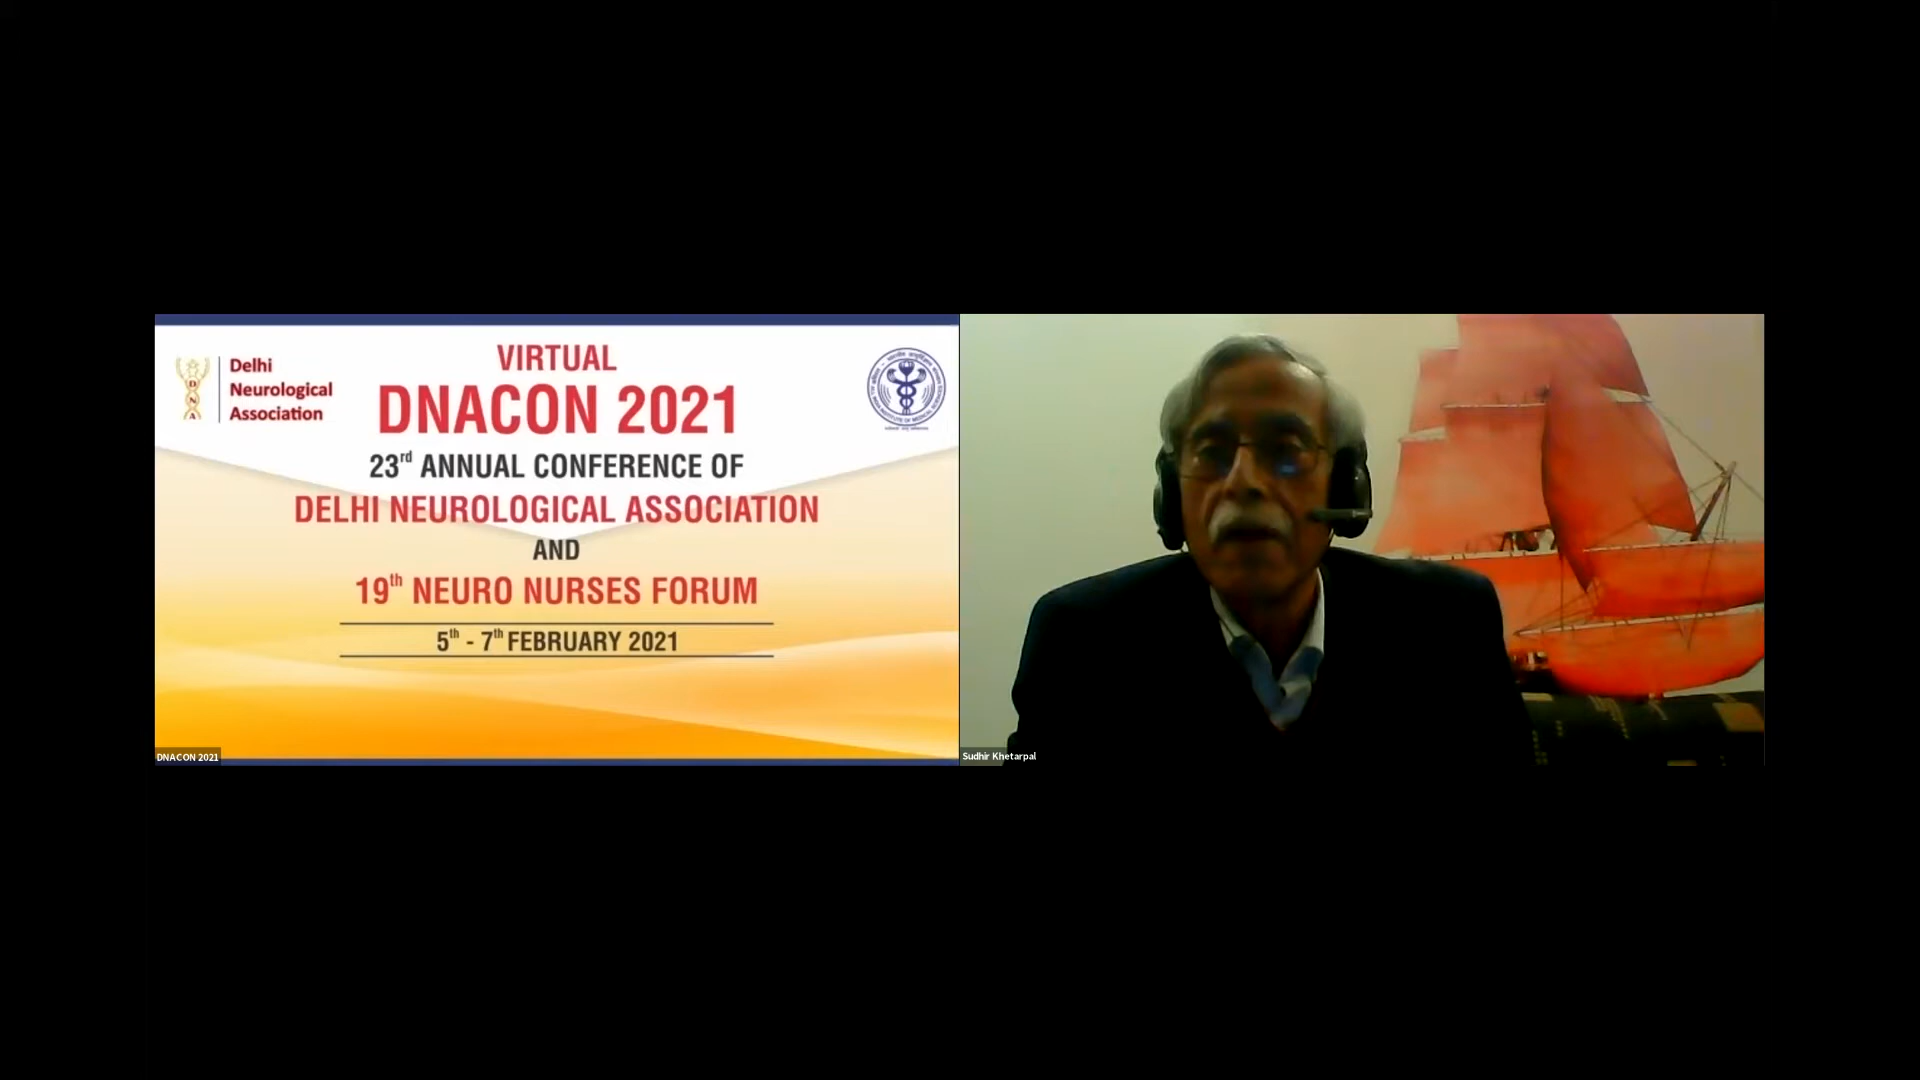 Delhi
Neurological
Association
DNA
VIRTUAL
DNACON 2021
23rd ANNUAL CONFERENCE OF
DELHI NEUROLOGICAL ASSOCIATION
AND
19th NEURO NURSES FORUM
5th - 7th FEBRUARY 2021
DNACON 2021
Sudhir Khetarpal